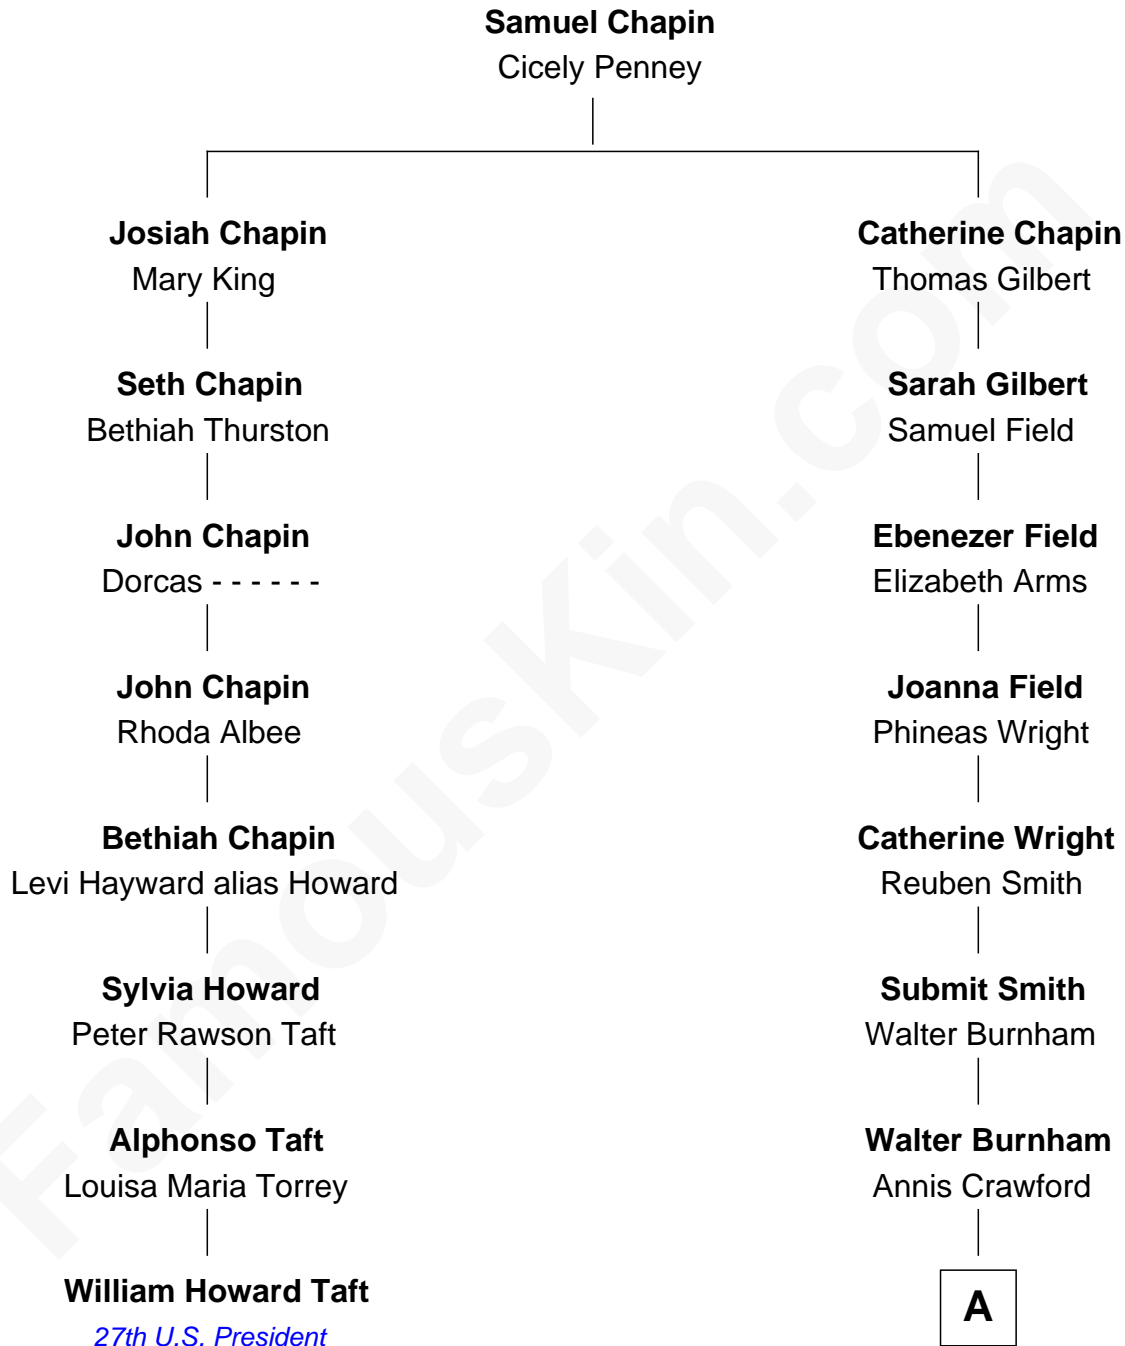 Samuel Chapin
Cicely Penney
Josiah Chapin
Mary King
Catherine Chapin
Thomas Gilbert
Seth Chapin
Bethiah Thurston
Sarah Gilbert
Samuel Field
John Chapin
Dorcas - - - - - -
Ebenezer Field
Elizabeth Arms
John Chapin
Rhoda Albee
Joanna Field
Phineas Wright
Bethiah Chapin
Levi Hayward alias Howard
Catherine Wright
Reuben Smith
Sylvia Howard
Peter Rawson Taft
Submit Smith
Walter Burnham
Alphonso Taft
Louisa Maria Torrey
Walter Burnham
Annis Crawford
William Howard Taft
27th U.S. President
A
FamousKin.com